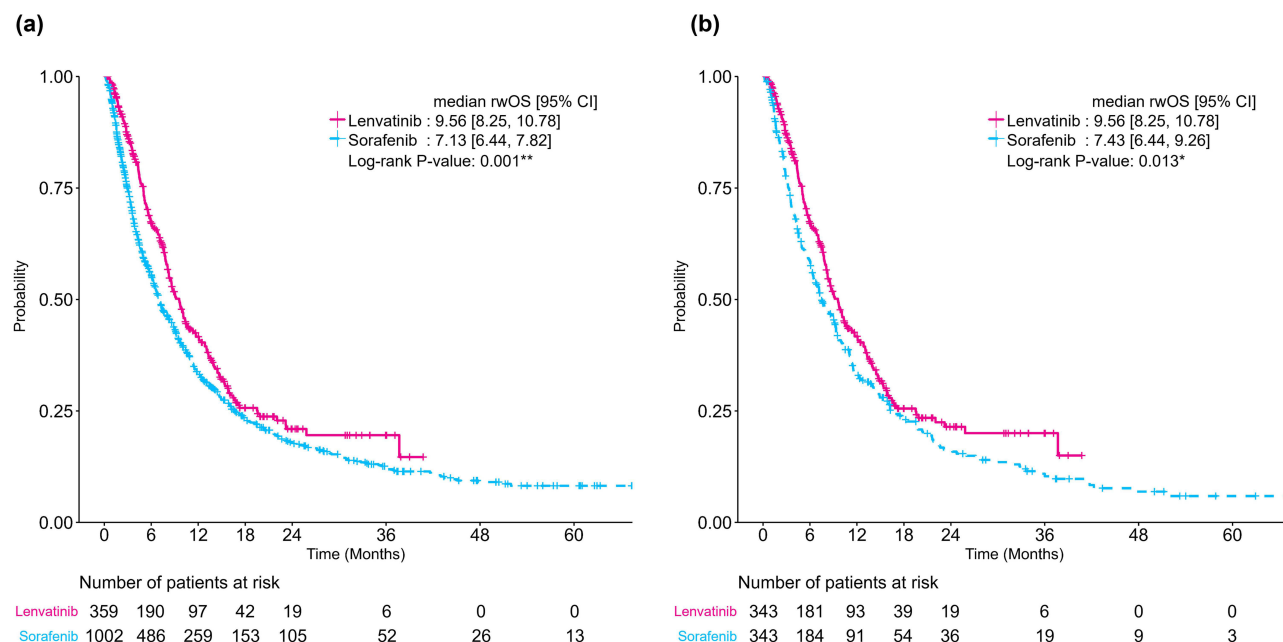 (a)
median rwOS [95% CI]
Lenvatinib : 9.56 [8.25, 10.78]
Sorafenib : 7.13 [6.44, 7.82]
Log-rank P-value: 0.001**
Probability
1.00
0.75
0.50
0.25
0.00
0 6 12 18 24 36 48 60
Time (Months)
Number of patients at risk
Lenvatinib 359 190 97 42 19 6 0 0
Sorafenib 1002 486 259 153 105 52 26 13
(b)
median rwOS [95% CI]
Lenvatinib : 9.56 [8.25, 10.78]
Sorafenib : 7.43 [6.44, 9.26]
Log-rank P-value: 0.013*
Probability
1.00
0.75
0.50
0.25
0.00
0 6 12 18 24 36 48 60
Time (Months)
Number of patients at risk
Lenvatinib 343 181 93 39 19 6 0 0
Sorafenib 343 184 91 54 36 19 9 3